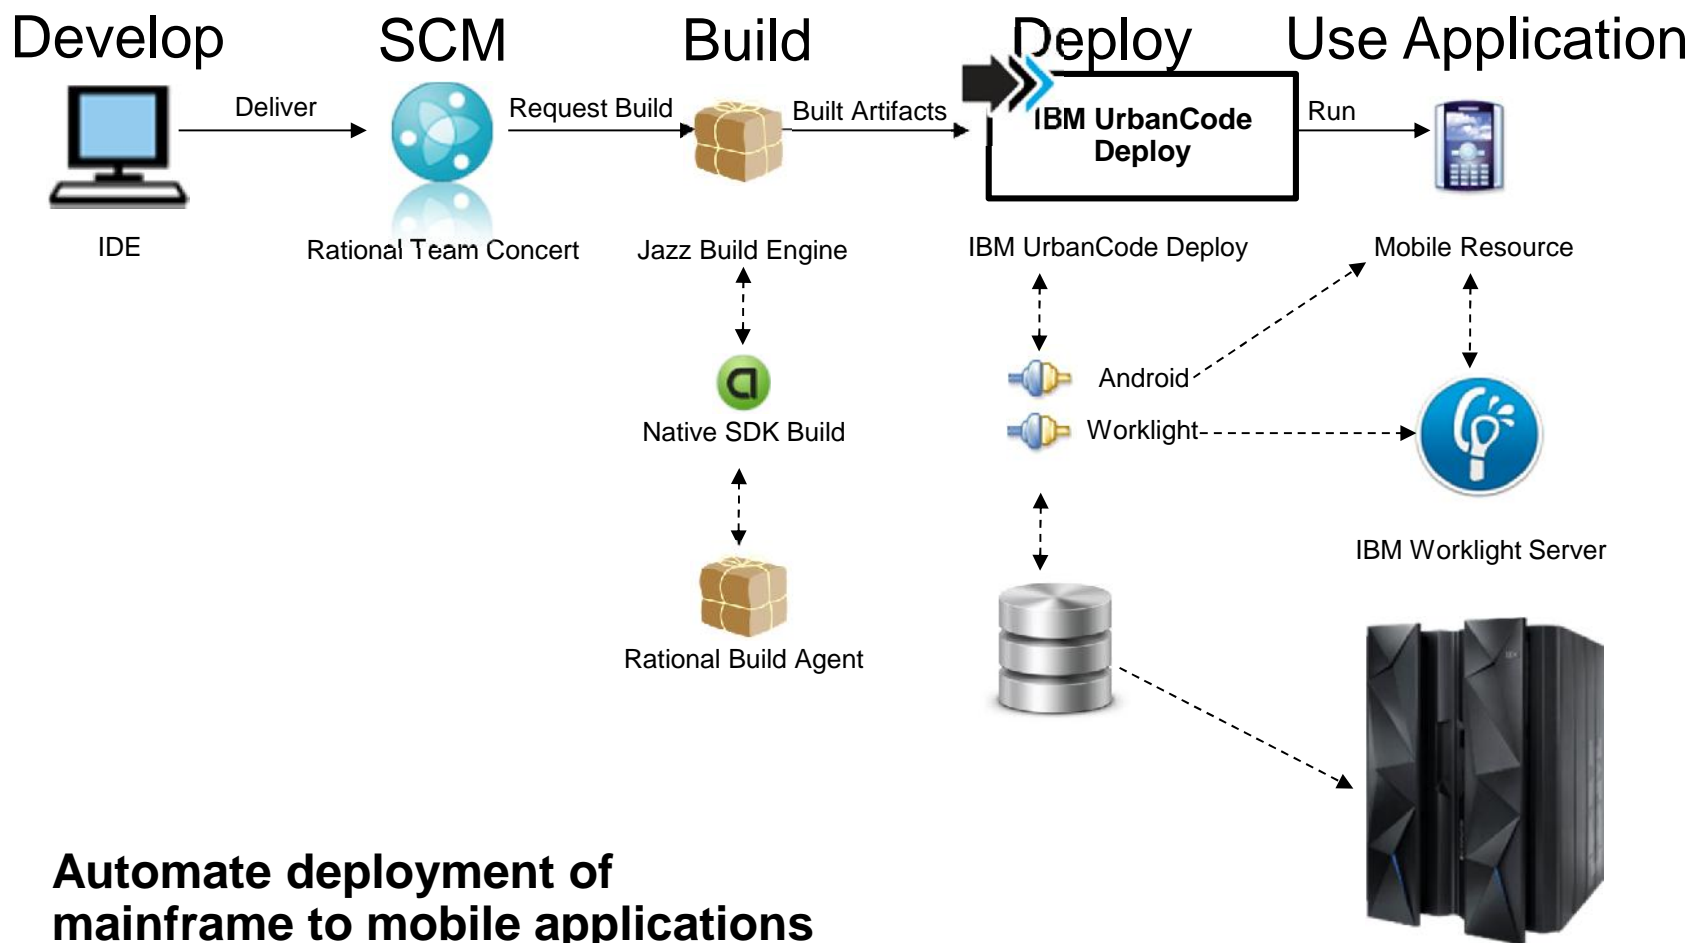 Develop
SCM
Build
Deploy
Use Application
Deliver
Request Build
Built Artifacts
IBM UrbanCode
Deploy
Run
IDE
Rational Team Concert
Jazz Build Engine
IBM UrbanCode Deploy
Mobile Resource
Android
Native SDK Build
Worklight
IBM Worklight Server
Rational Build Agent
Automate deployment of
mainframe to mobile applications